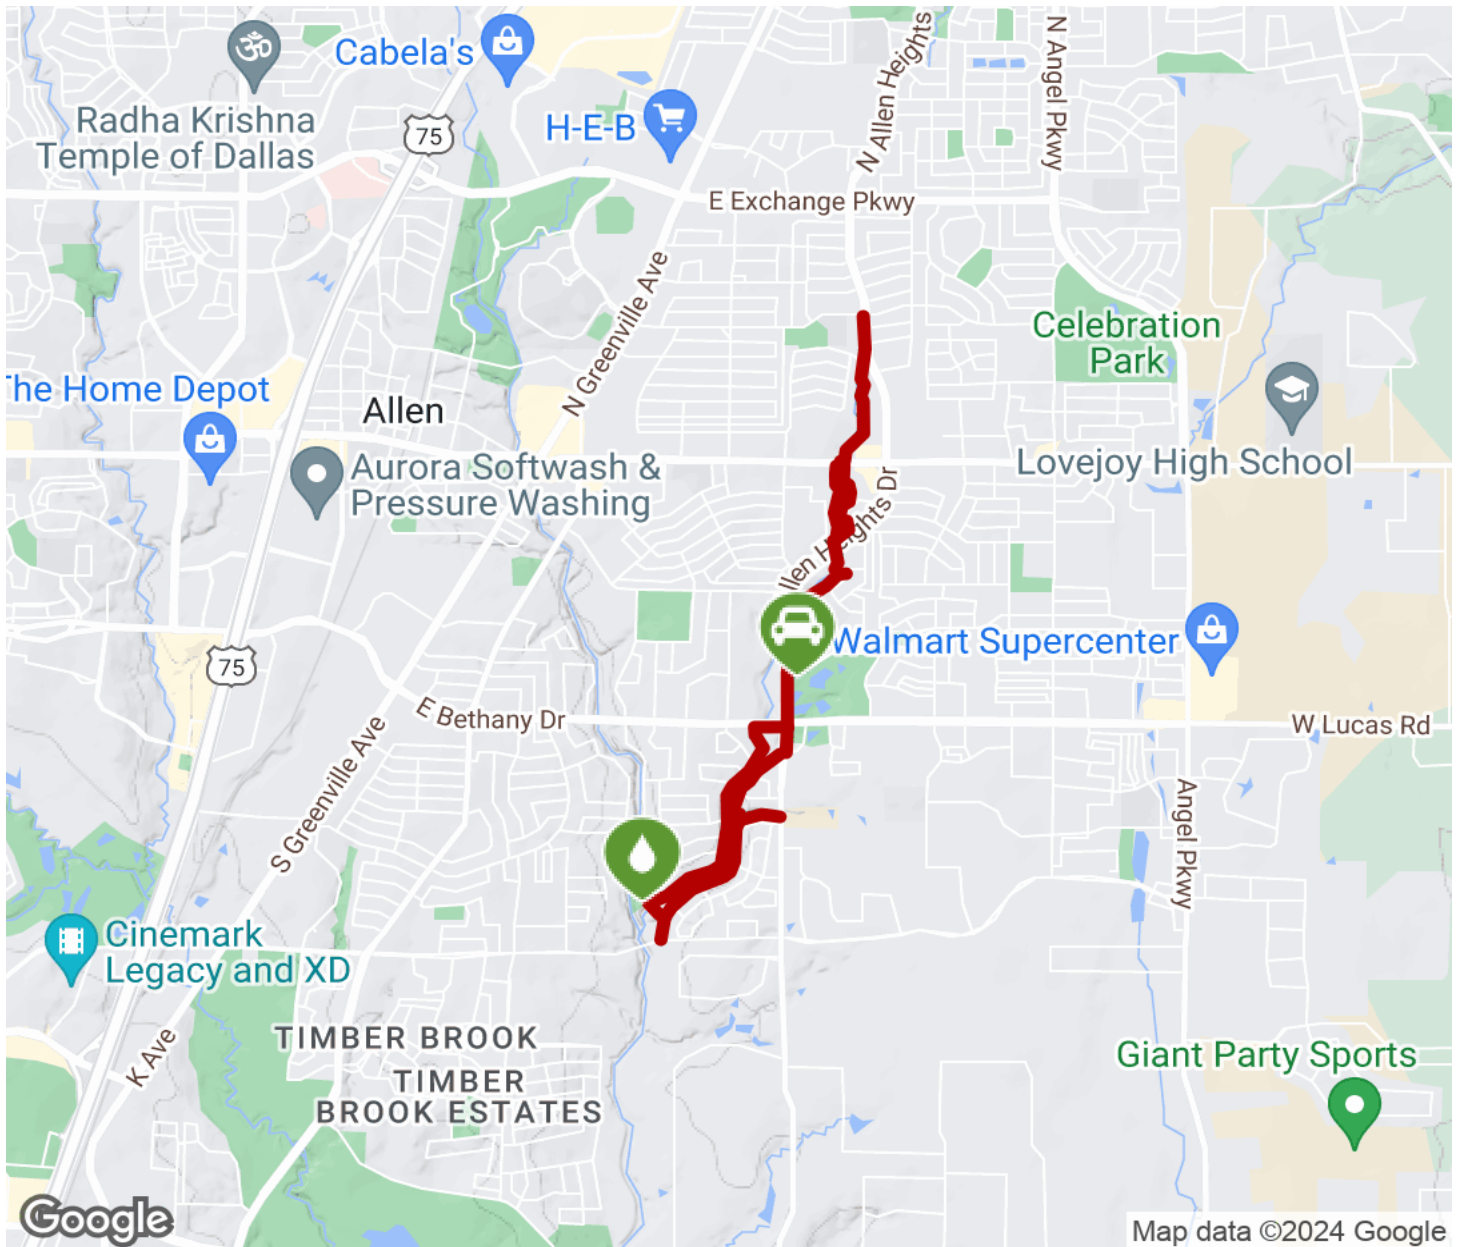 Cabela's
N Allen Heights
N Angel Pkwy
75
Radha Krishna
Temple of Dallas
H-E-B
E Exchange Pkwy
N Greenville Ave
Celebration
Park
The Home Depot
Allen
Aurora Softwash &
Pressure Washing
Lovejoy High School
llen Heights Dr
Walmart Supercenter
75
E Bethany Dr
W Lucas Rd
S Greenville Ave
Angel Pkwy
Cinemark
Legacy and XD
K Ave
TIMBER BROOK
TIMBER
BROOK ESTATES
Giant Party Sports
Google
Map data ©2024 Google